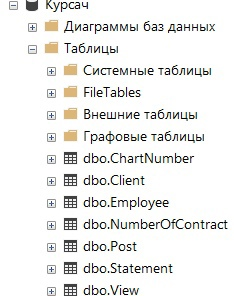 Курсач
Диаграммы баз данных
Таблицы
Системные таблицы
FileTables
Внешние таблицы
Графовые таблицы
dbo.ChartNumber
dbo.Client
dbo.Employee
dbo.NumberOfContract
dbo.Post
dbo.Statement
dbo.View